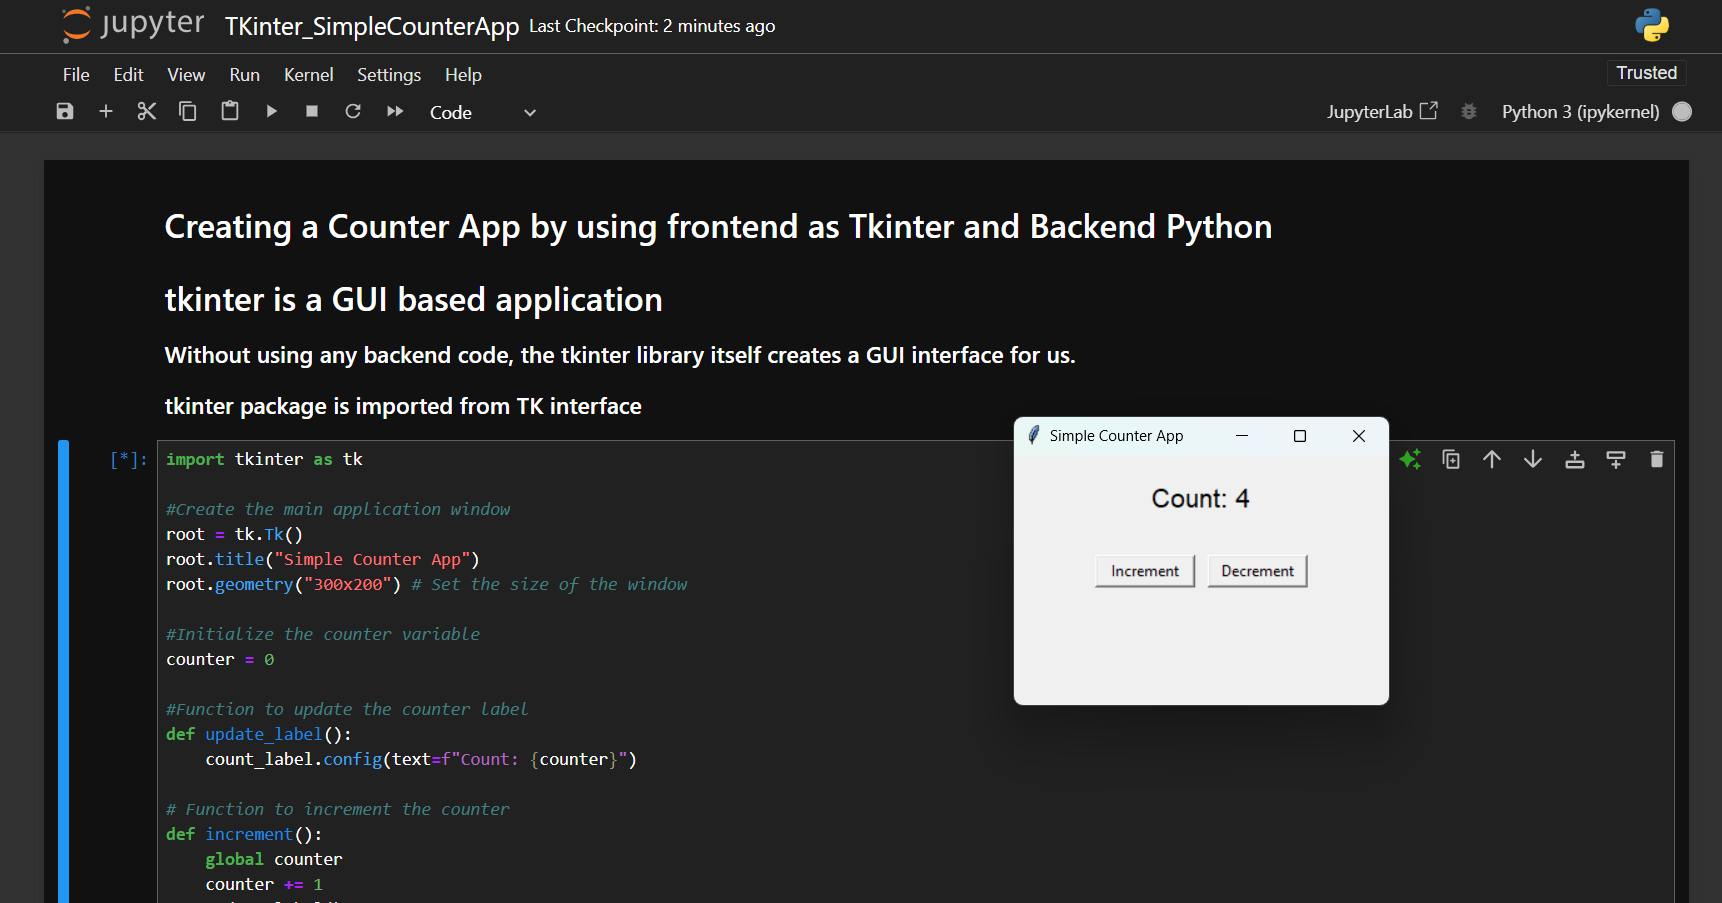 jupyter TKinter_SimpleCounterApp Last Checkpoint: 2 minutes ago
File Edit View Run Kernel Settings Help
Trusted
Code
JupyterLab
Python 3 (ipykernel)
Creating a Counter App by using frontend as Tkinter and Backend Python
tkinter is a GUI based application
Without using any backend code, the tkinter library itself creates a GUI interface for us.
tkinter package is imported from TK interface
[*]:
import tkinter as tk
#Create the main application window
root = tk.Tk()
root.title("Simple Counter App")
root.geometry("300x200") # Set the size of the window
#Initialize the counter variable
counter = 0
#Function to update the counter label
def update_label():
    count_label.config(text=f"Count: {counter}")
# Function to increment the counter
def increment():
    global counter
    counter += 1
Simple Counter App
Count: 4
Increment Decrement